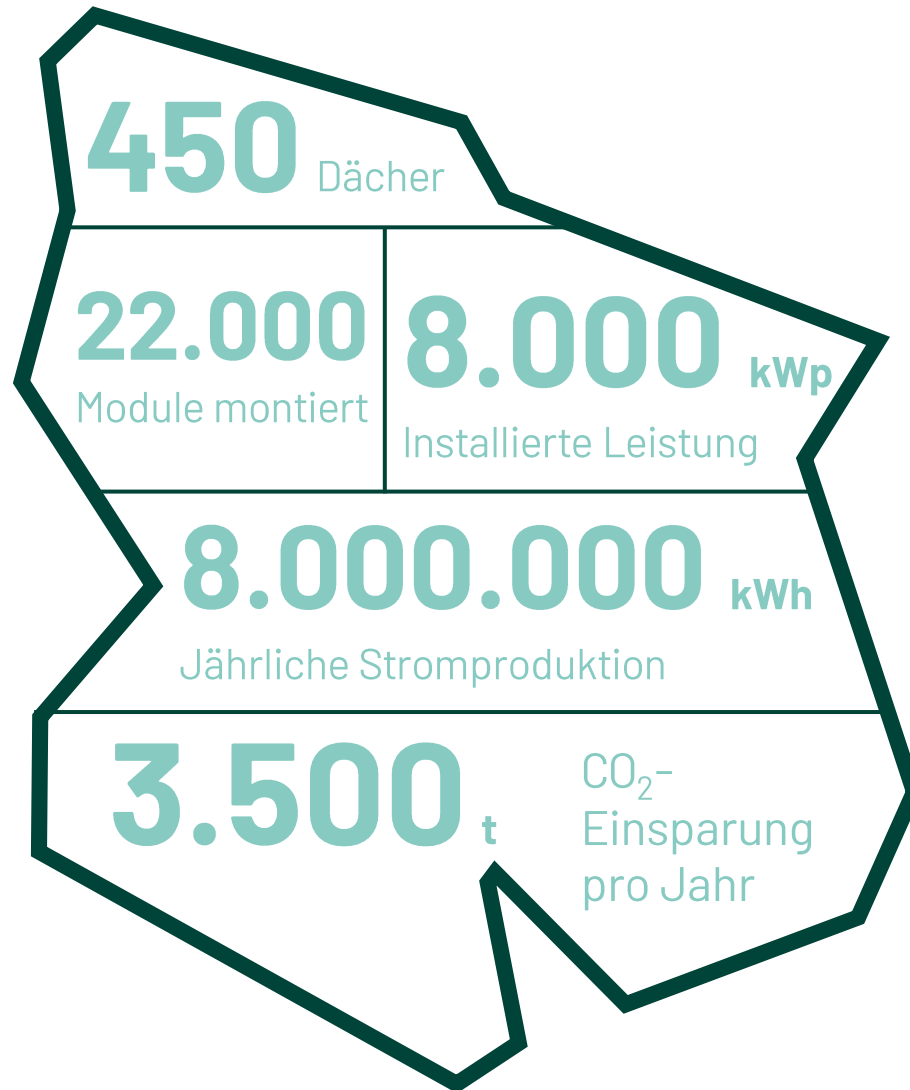 450 Dächer
22.000
Module montiert
8.000 kWp
Installierte Leistung
8.000.000 kWh
Jährliche Stromproduktion
3.500 t
CO₂-
Einsparung
pro Jahr